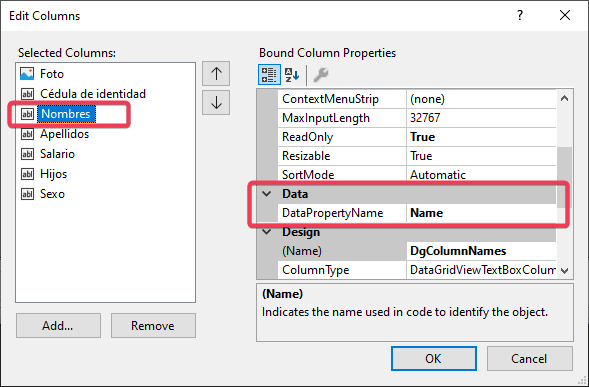 Edit Columns
Selected Columns:
Foto
Cédula de identidad
Nombres
Apellidos
Salario
Hijos
Sexo
Add...
Remove
Bound Column Properties
ContextMenuStrip (none)
MaxInputLength 32767
ReadOnly True
Resizable True
SortMode Automatic
Data
DataPropertyName Name
Design
(Name) DgColumnNames
ColumnType DataGridViewTextBoxColum
(Name)
Indicates the name used in code to identify the object.
OK
Cancel